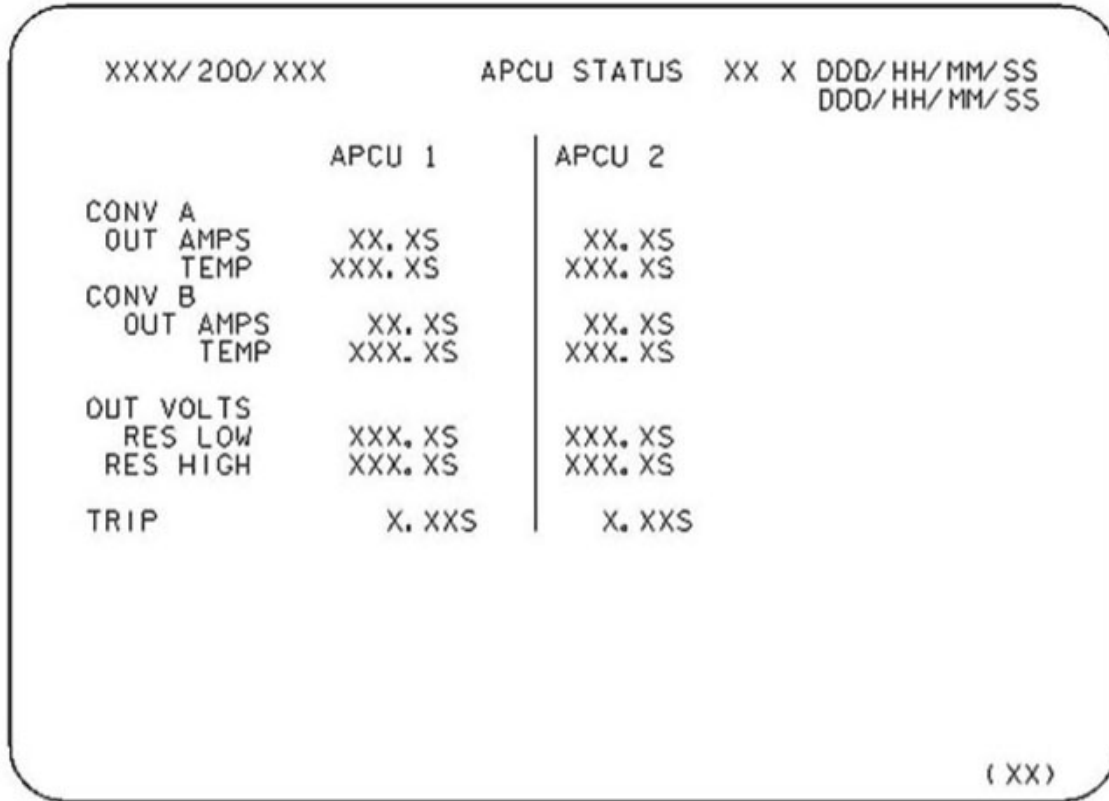 XXXX/200/XXX APCU STATUS XX X DDD/HH/MM/SS
DDD/HH/MM/SS
APCU 1 APCU 2
CONV A
OUT AMPS XX.XS XX.XS
TEMP XXX.XS XXX.XS
CONV B
OUT AMPS XX.XS XX.XS
TEMP XXX.XS XXX.XS
OUT VOLTS
RES LOW XXX.XS XXX.XS
RES HIGH XXX.XS XXX.XS
TRIP X.XXS X.XXS
(XX)